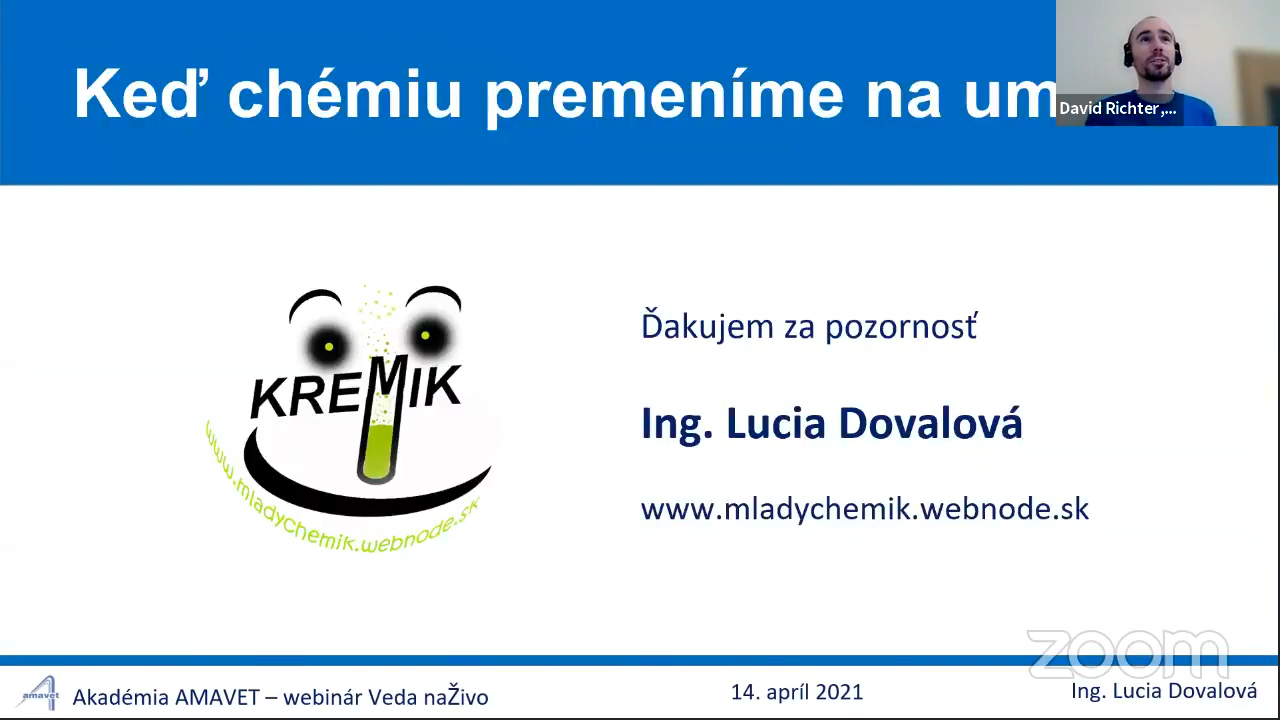 Keď chémiu premeníme na um
David Richter ,...
KREMIK
www.mladychemik.webnode.sk
Ďakujem za pozornosť
Ing. Lucia Dovalová
www.mladychemik.webnode.sk
zoom
amavet
Akadémia AMAVET – webinár Veda naŽivo
14. apríl 2021
Ing. Lucia Dovalová